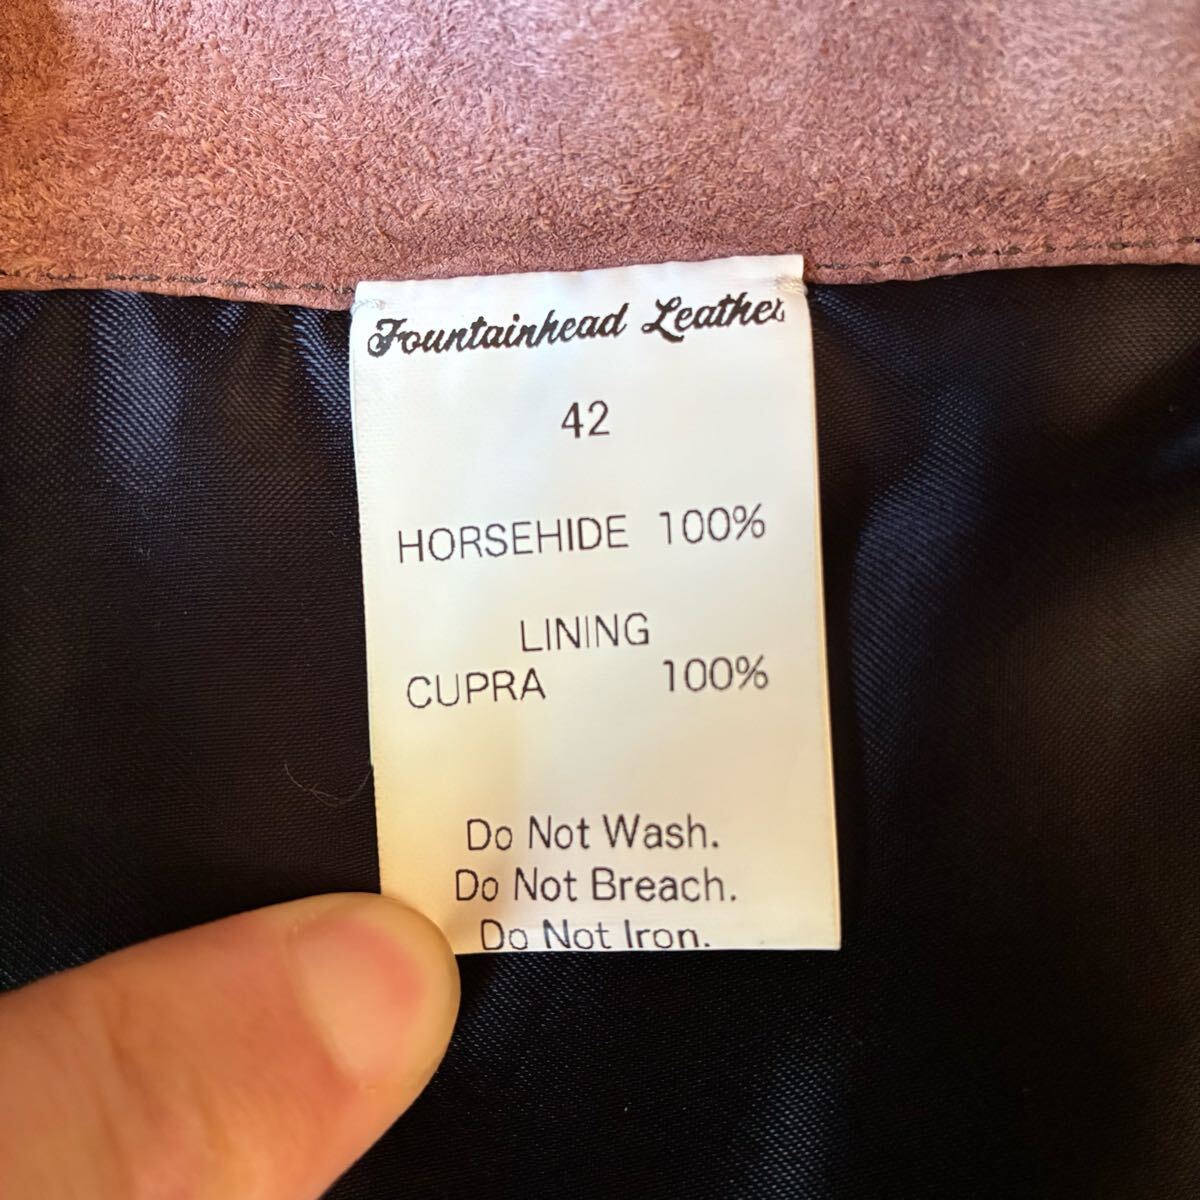 Fountainhead Leather
42
HORSEHIDE 100%
LINING
CUPRA 100%
Do Not Wash.
Do Not Breach.
Do Not Iron.